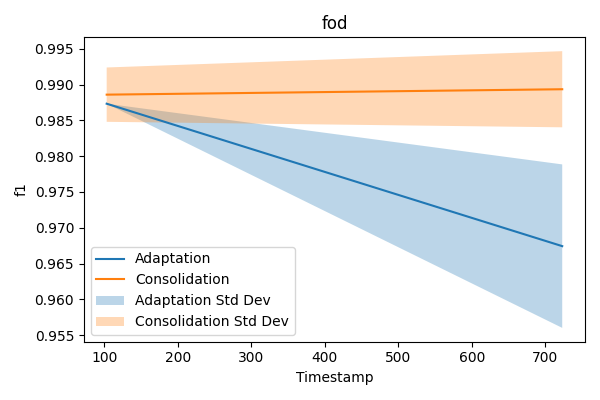 fod
0.995
0.990
0.985
0.980
0.975
0.970
0.965
0.960
0.955
f1
Adaptation
Consolidation
Adaptation Std Dev
Consolidation Std Dev
100 200 300 400 500 600 700
Timestamp